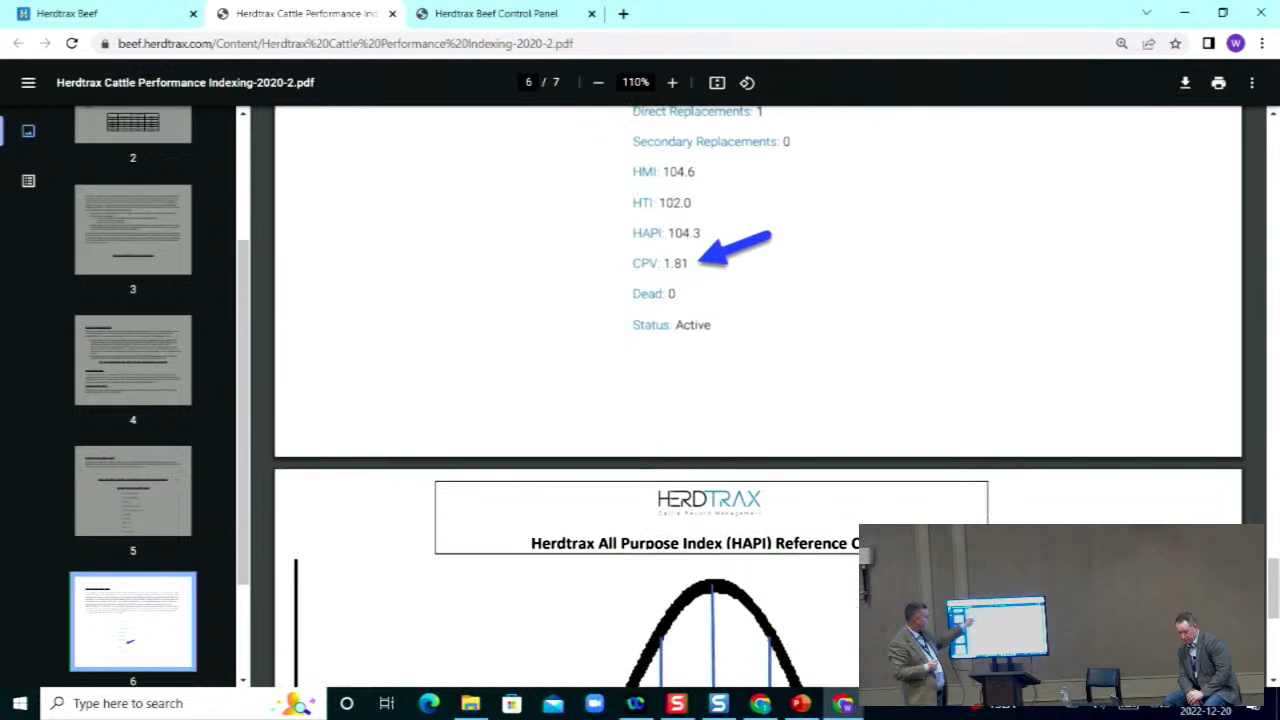 Herdtrax Beef
Herdtrax Cattle Performance Ind
Herdtrax Beef Control Panel
beef.herdtrax.com/Content/Herdtrax%20Cattle%20Performance%20Indexing-2020-2.pdf
W
Herdtrax Cattle Performance Indexing-2020-2.pdf
6 / 7
110%
Direct Replacements: 1
Secondary Replacements: 0
HMI: 104.6
HTI: 102.0
HAPI: 104.3
CPV: 1.81
Dead: 0
Status: Active
2
3
4
5
6
HERDTRAX
Cattle Record Management
Herdtrax All Purpose Index (HAPI) Reference C
Type here to search
2022-12-20